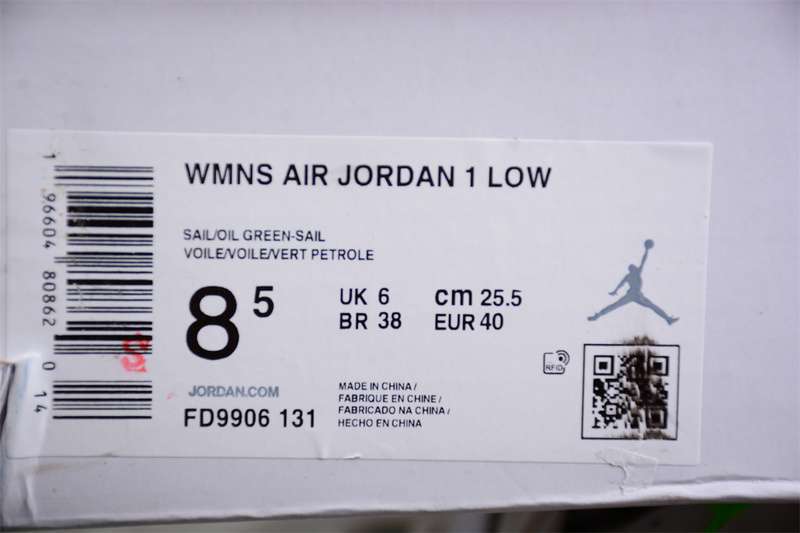 WMNS AIR JORDAN 1 LOW
SAIL/OIL GREEN-SAIL
VOILE/VOILE/VERT PETROLE
8 5
UK 6
BR 38
cm 25.5
EUR 40
RFID
JORDAN.COM
FD9906 131
MADE IN CHINA /
FABRIQUE EN CHINE /
FABRICADO NA CHINA /
HECHO EN CHINA
1 96604 80862 0 14